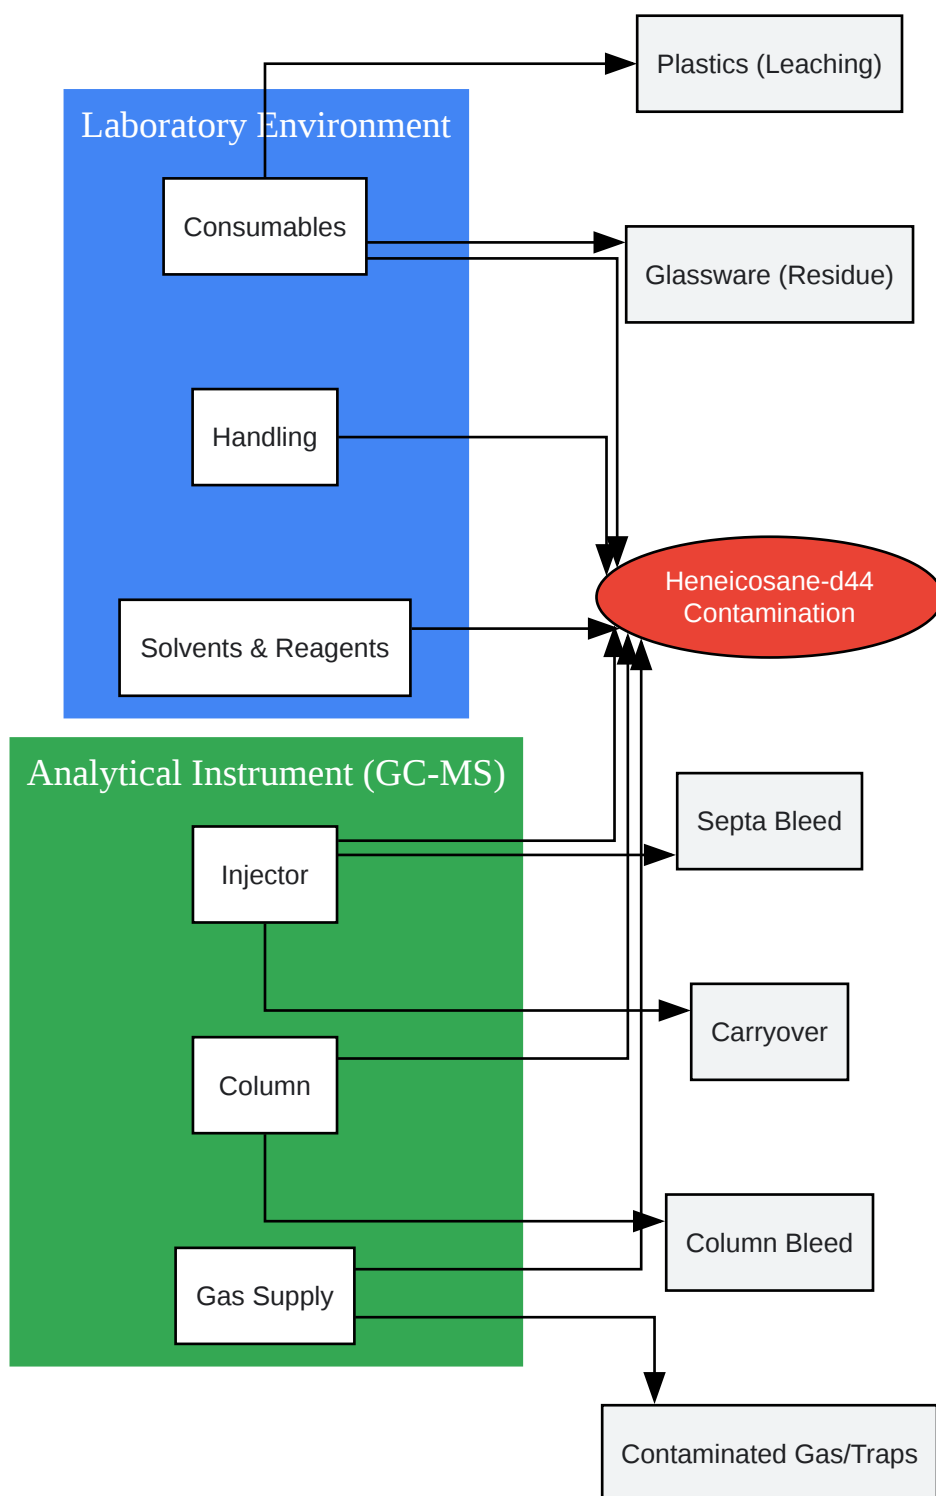 Plastics (Leaching)
Laboratory Environment
Consumables
Glassware (Residue)
Handling
Heneicosane-d44
Contamination
Solvents & Reagents
Analytical Instrument (GC-MS)
Septa Bleed
Injector
Carryover
Column
Column Bleed
Gas Supply
Contaminated Gas/Traps